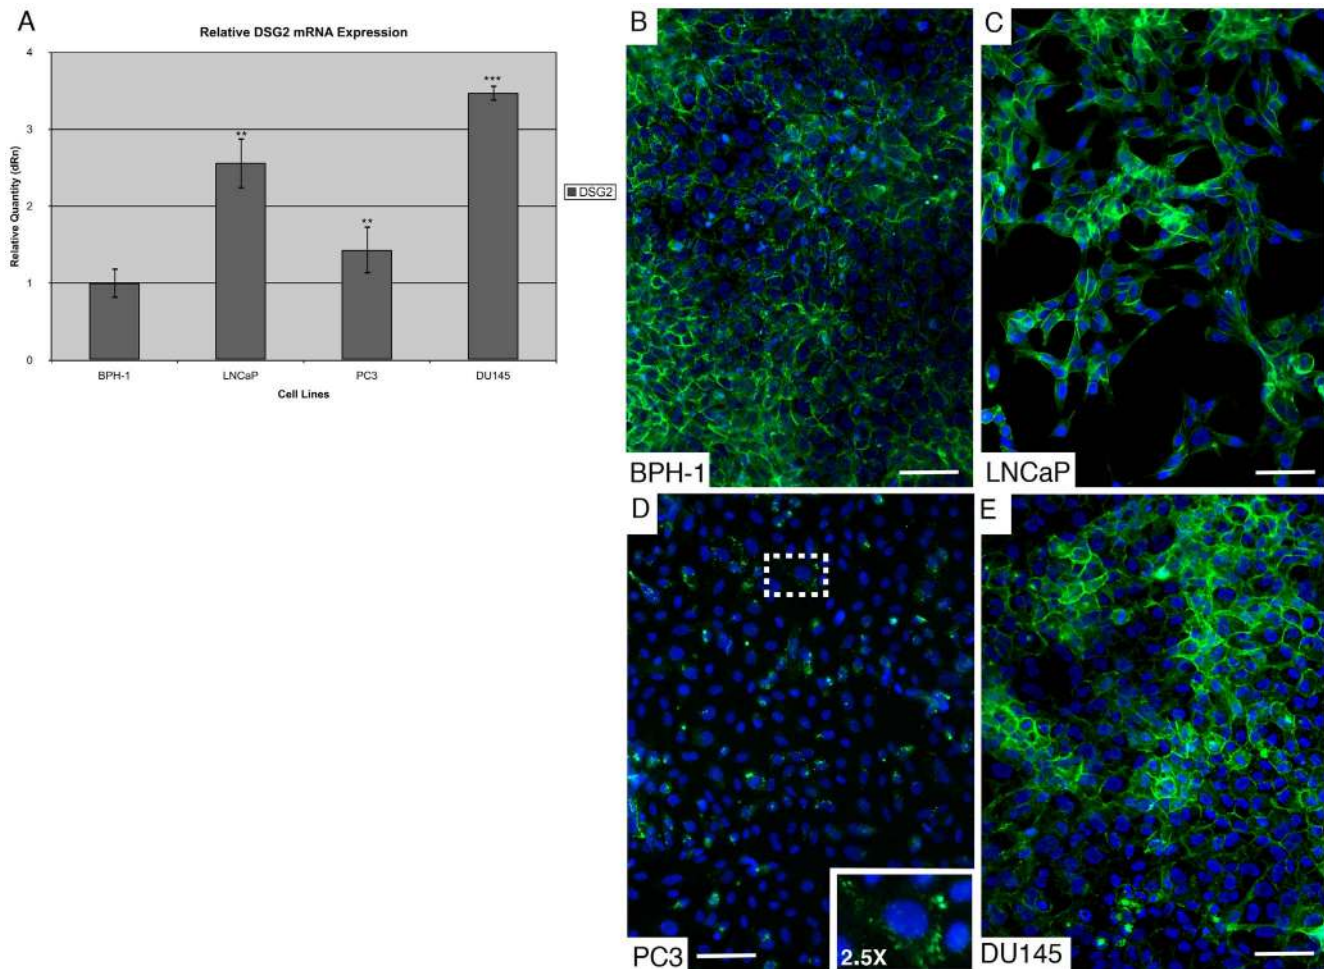 A
Relative DSG2 mRNA Expression
4
3
2
1
0
Relative Quantity (dRn)
**
**
***
DSG2
BPH-1
LNCaP
PC3
DU145
Cell Lines
B
BPH-1
C
LNCaP
D
2.5X
PC3
E
DU145